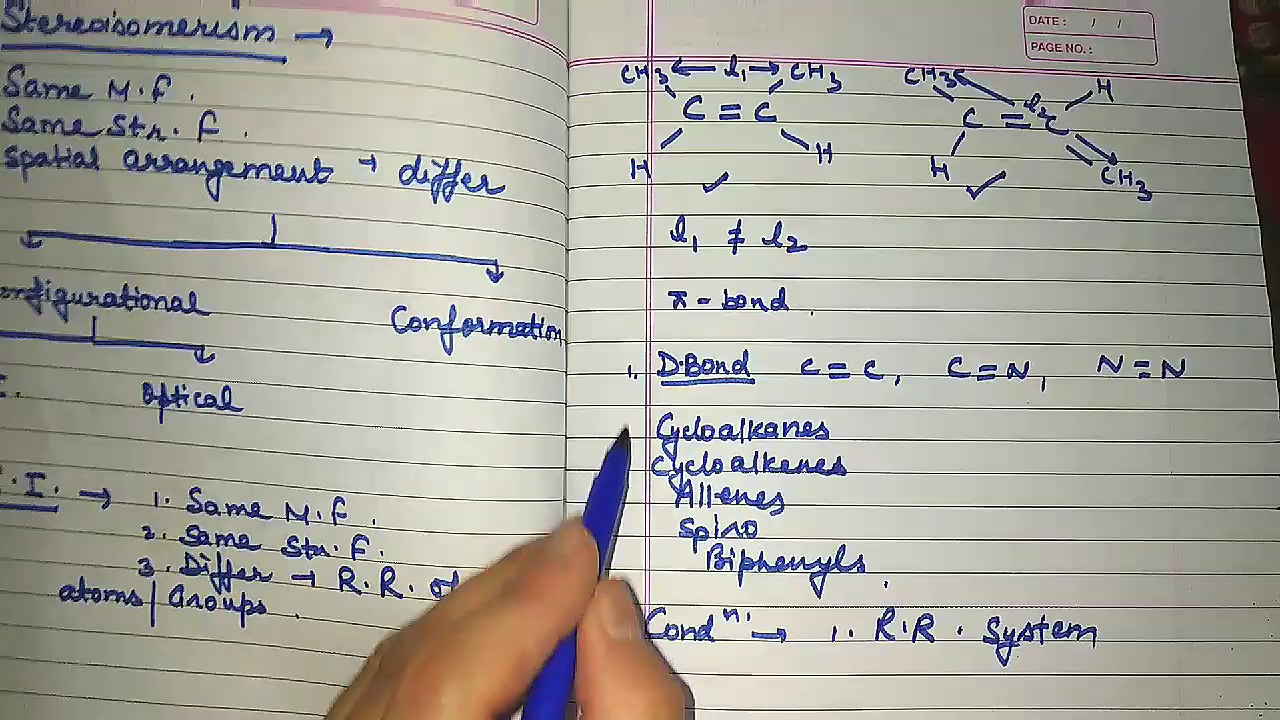 Stereoisomerism →
Same M.F.
Same Str. F.
Spatial arrangement → differ
nfigurational
Conformation
Optical
.I. → 1. Same M.F.
2. Same Str. F.
3. Differ → R.R. of
atoms/Groups.
DATE: / /
PAGE NO.:
CH3 ← l1 → CH3
C = C
H H
CH3 H
C = C
l2
H CH3
l1 ≠ l2
π - bond.
1. D.Bond C = C, C = N, N = N
Cycloalkanes
Cycloalkenes
Allenes
Spiro
Biphenyls.
Condn. → 1. R.R. System